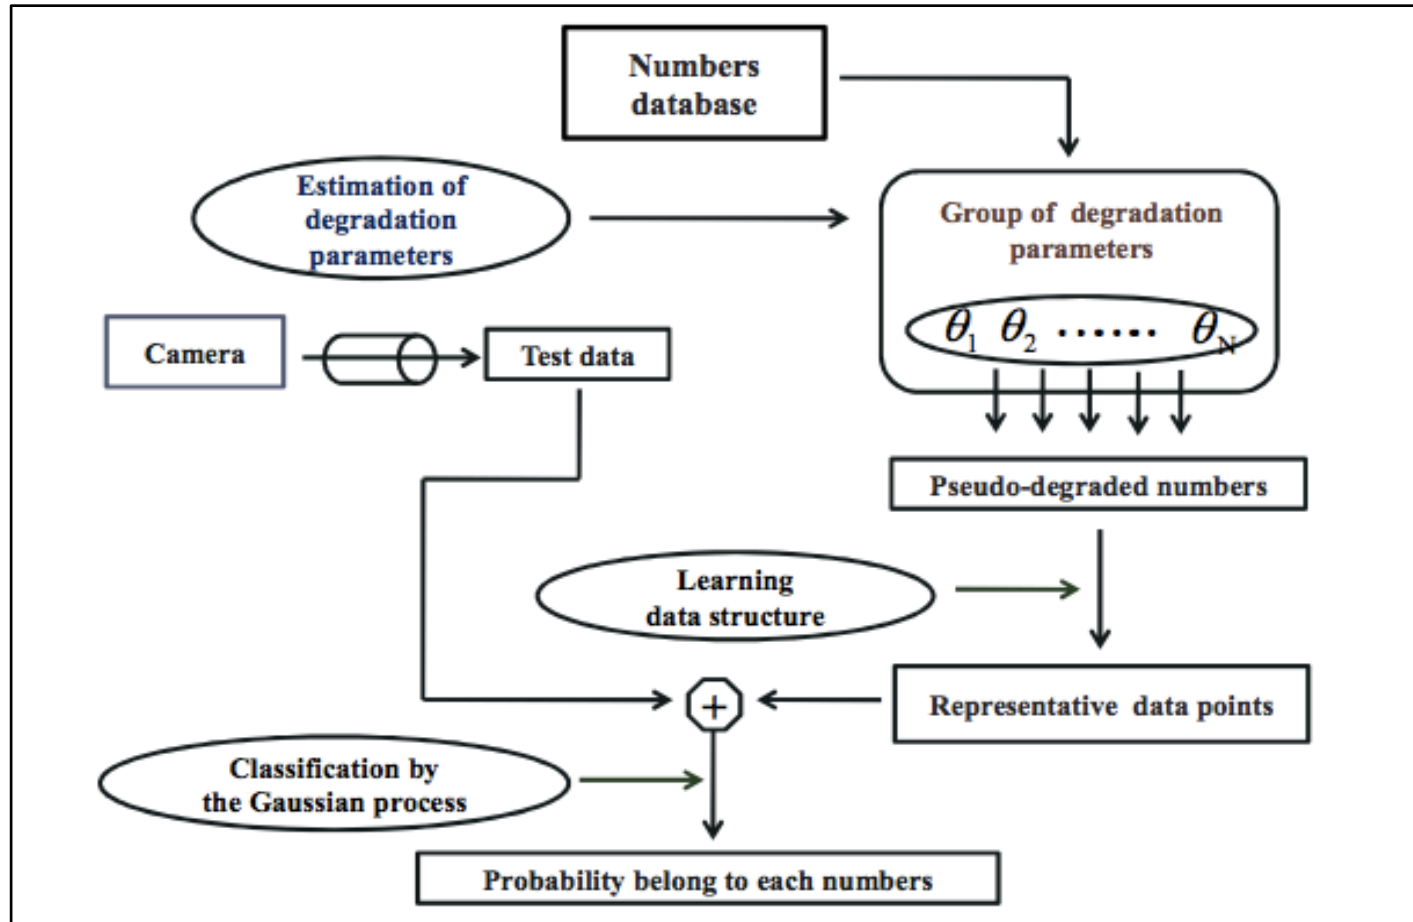 Numbers
database
Estimation of
degradation
parameters
Group of degradation
parameters
θ1 θ2 ...... θN
Camera
Test data
Pseudo-degraded numbers
Learning
data structure
+
Representative data points
Classification by
the Gaussian process
Probability belong to each numbers